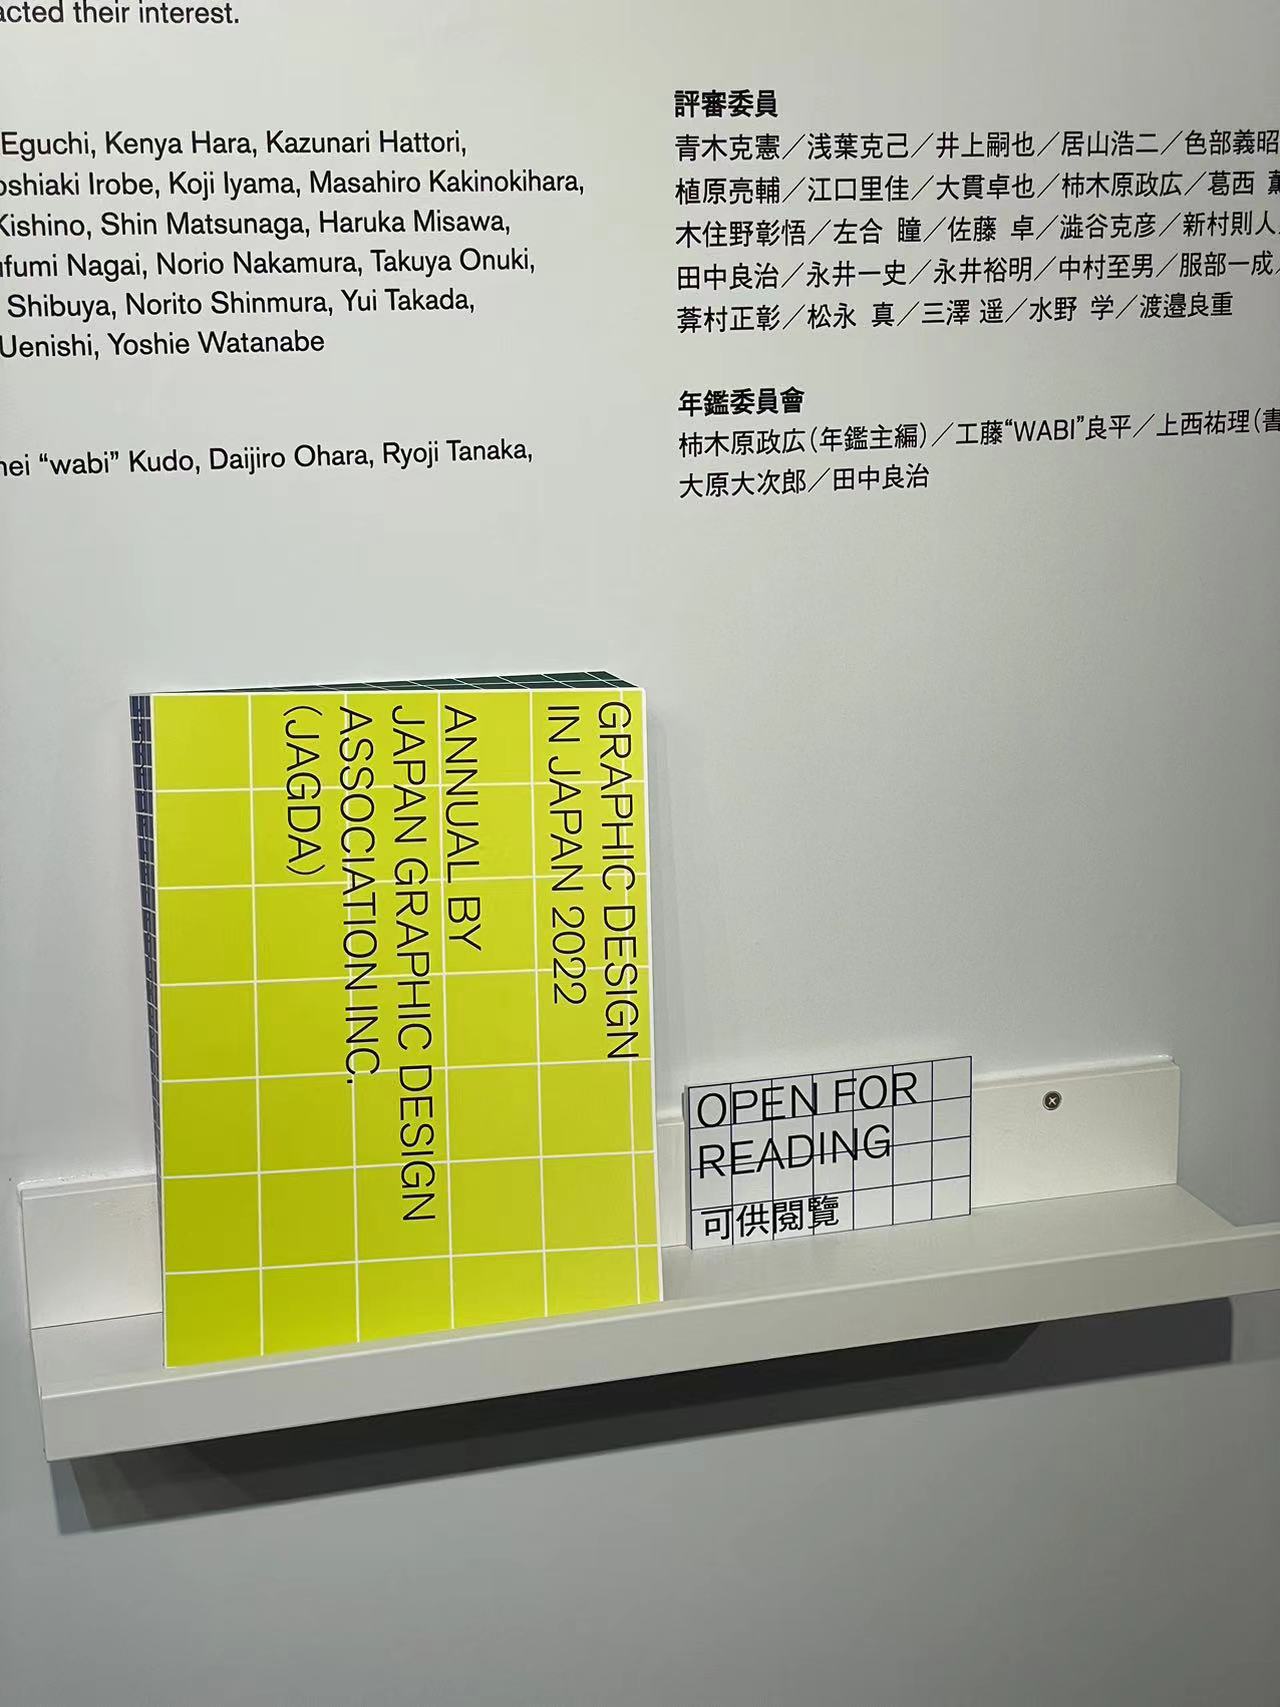 acted their interest.
Eguchi, Kenya Hara, Kazunari Hattori,
oshiaki Irobe, Koji Iyama, Masahiro Kakinokihara,
Kishino, Shin Matsunaga, Haruka Misawa,
ufumi Nagai, Norio Nakamura, Takuya Onuki,
Shibuya, Norito Shinmura, Yui Takada,
Uenishi, Yoshie Watanabe
hei “wabi” Kudo, Daijiro Ohara, Ryoji Tanaka,
評審委員
青木克憲／浅葉克己／井上嗣也／居山浩二／色部義昭
植原亮輔／江口里佳／大貫卓也／柿木原政広／葛西 薫
木住野彰悟／左合 瞳／佐藤 卓／澁谷克彦／新村則人
田中良治／永井一史／永井裕明／中村至男／服部一成／
莾村正彰／松永 真／三澤 遥／水野 学／渡邉良重
年鑑委員會
柿木原政広（年鑑主編）／工藤“WABI”良平／上西祐理（書
大原大次郎／田中良治
GRAPHIC DESIGN
IN JAPAN 2022
ANNUAL BY
JAPAN GRAPHIC DESIGN
ASSOCIATION INC.
(JAGDA)
OPEN FOR
READING
可供閱覽